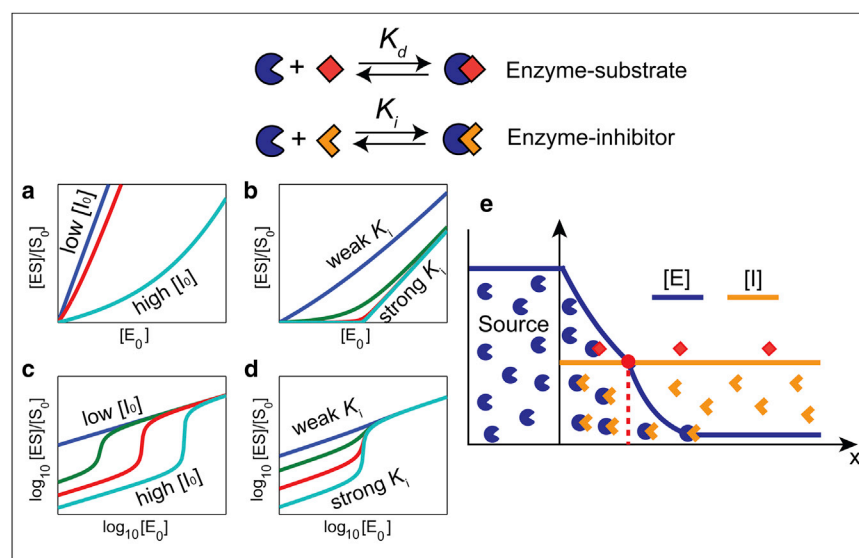 + K_d Enzyme-substrate
+ K_i Enzyme-inhibitor
a
[ES]/[S₀]
low [I₀]
high [I₀]
[E₀]
b
[ES]/[S₀]
weak K_i
strong K_i
[E₀]
c
log₁₀ [ES]/[S₀]
low [I₀]
high [I₀]
log₁₀[E₀]
d
log₁₀ [ES]/[S₀]
weak K_i
strong K_i
log₁₀[E₀]
e
[E] [I]
Source
x